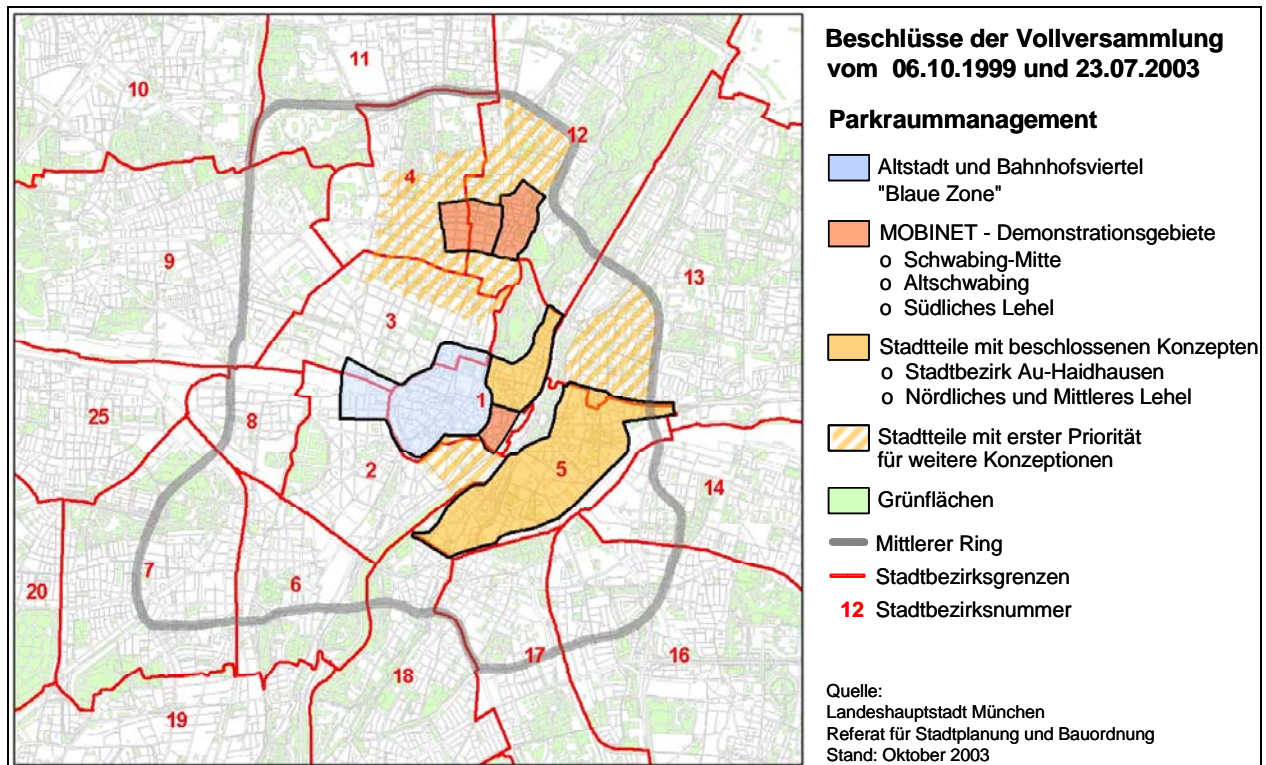 Beschlüsse der Vollversammlung
vom 06.10.1999 und 23.07.2003
Parkraummanagement
Altstadt und Bahnhofsviertel
"Blaue Zone"
MOBINET - Demonstrationsgebiete
o Schwabing-Mitte
o Altschwabing
o Südliches Lehel
Stadtteile mit beschlossenen Konzepten
o Stadtbezirk Au-Haidhausen
o Nördliches und Mittleres Lehel
Stadtteile mit erster Priorität
für weitere Konzeptionen
Grünflächen
Mittlerer Ring
Stadtbezirksgrenzen
12 Stadtbezirksnummer
Quelle:
Landeshauptstadt München
Referat für Stadtplanung und Bauordnung
Stand: Oktober 2003
11
10
12
4
9
13
3
1
25
8
2
5
14
7
20
6
17
16
18
19